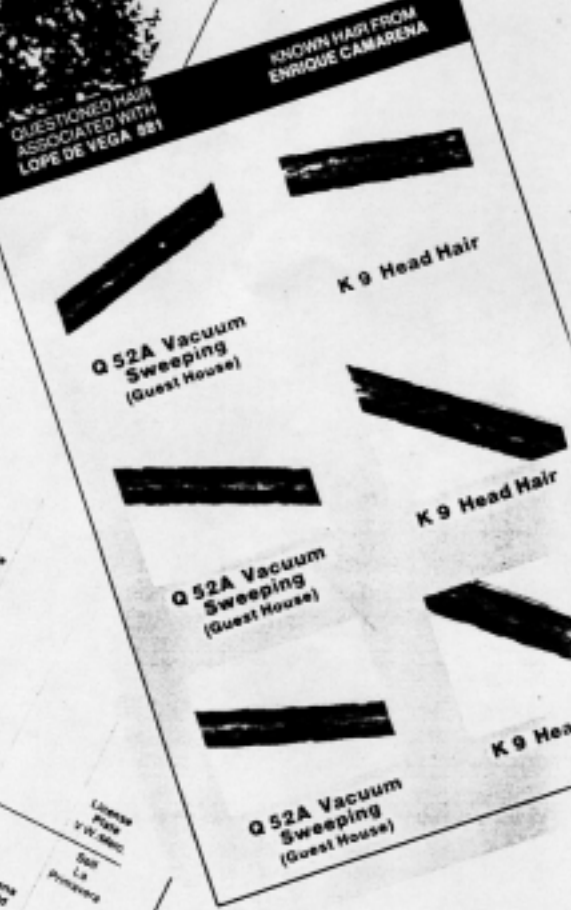 QUESTIONED HAIR
ASSOCIATED WITH
LOPE DE VEGA 881
KNOWN HAIR FROM
ENRIQUE CAMARENA
Q 52A Vacuum
Sweeping
(Guest House)
K 9 Head Hair
Q 52A Vacuum
Sweeping
(Guest House)
K 9 Head Hair
Q 52A Vacuum
Sweeping
(Guest House)
K 9 Hea
License
Plate
V W.
Soil
La
Primavera